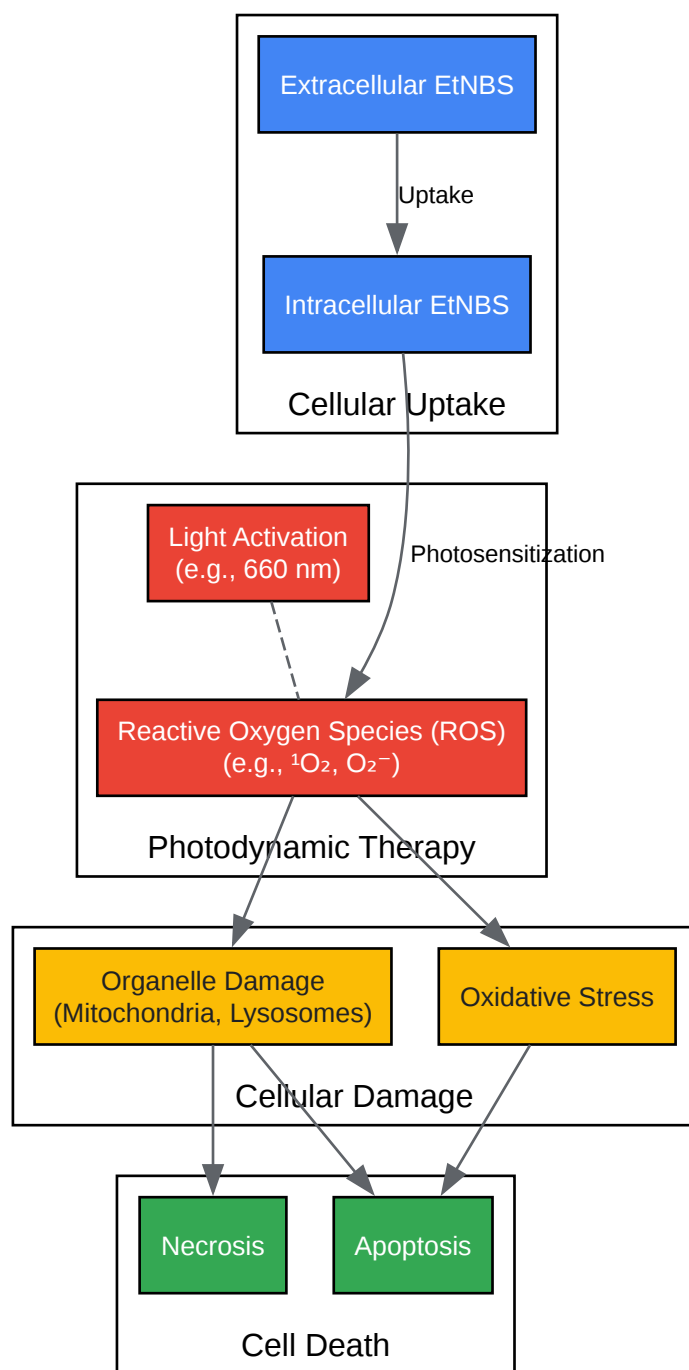 Extracellular EtNBS
Uptake
Intracellular EtNBS
Cellular Uptake
Light Activation
(e.g., 660 nm)
Photosensitization
Reactive Oxygen Species (ROS)
(e.g., ¹O₂, O₂⁻)
Photodynamic Therapy
Organelle Damage
(Mitochondria, Lysosomes)
Oxidative Stress
Cellular Damage
Necrosis
Apoptosis
Cell Death